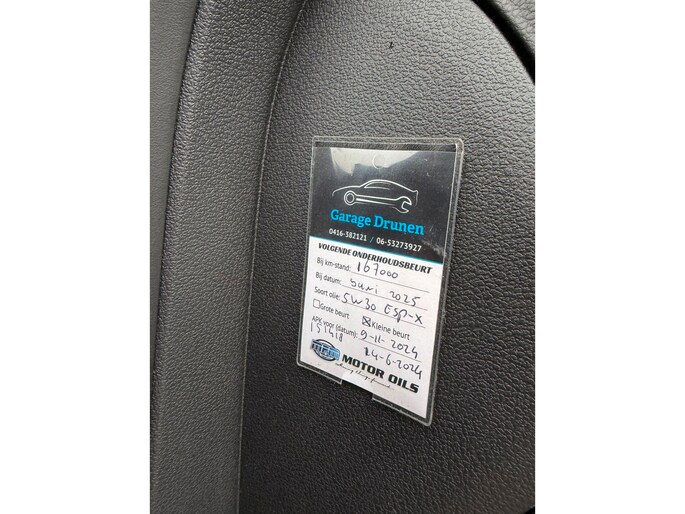 Garage Drunen
0416-382121 / 06-53273927
VOLGENDE ONDERHOUDSBEURT
Bij km-stand: 167000
Bij datum: Juni 2025
Soort olie: 5W30 ESP-X
☐Grote beurt ☒Kleine beurt
APK voor (datum): 9-11-2024
151418 14-6-2024
MOTOR OILS